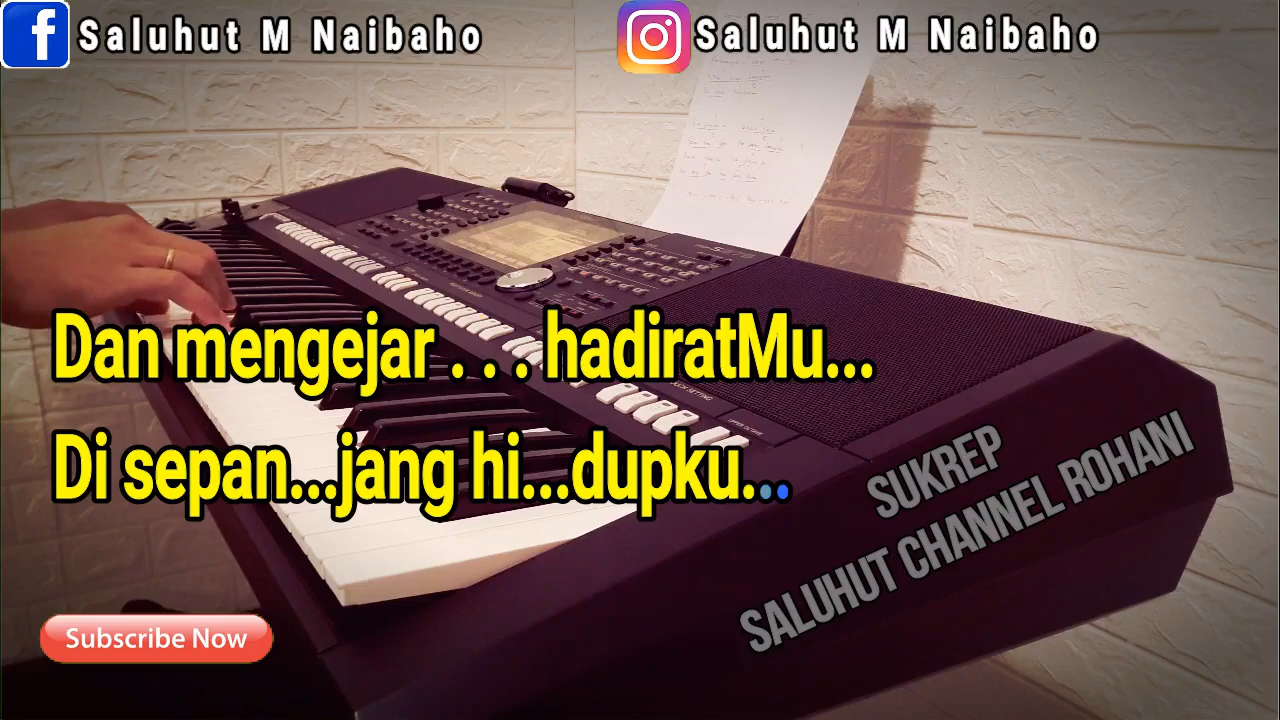 f Saluhut M Naibaho
Saluhut M Naibaho
Dan mengejar . . . hadiratMu...
Di sepan...jang hi...dupku...
SUKREP
SALUHUT CHANNEL ROHANI
Subscribe Now